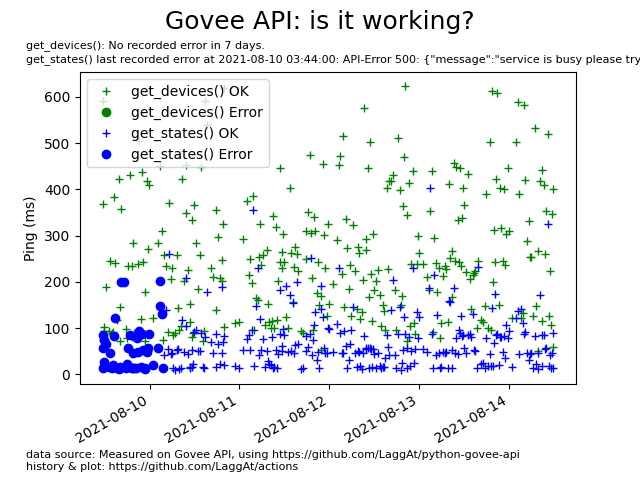 Govee API: is it working?
get_devices(): No recorded error in 7 days.
get_states() last recorded error at 2021-08-10 03:44:00: API-Error 500: {"message":"service is busy please try
get_devices() OK
get_devices() Error
get_states() OK
get_states() Error
Ping (ms)
600
500
400
300
200
100
0
2021-08-10
2021-08-11
2021-08-12
2021-08-13
2021-08-14
data source: Measured on Govee API, using https://github.com/LaggAt/python-govee-api
history & plot: https://github.com/LaggAt/actions